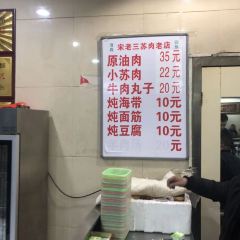 宋老三苏肉老店
原油肉 35元
小苏肉 22元
牛肉丸子 20元
炖海带 10元
炖面筋 10元
炖豆腐 10元